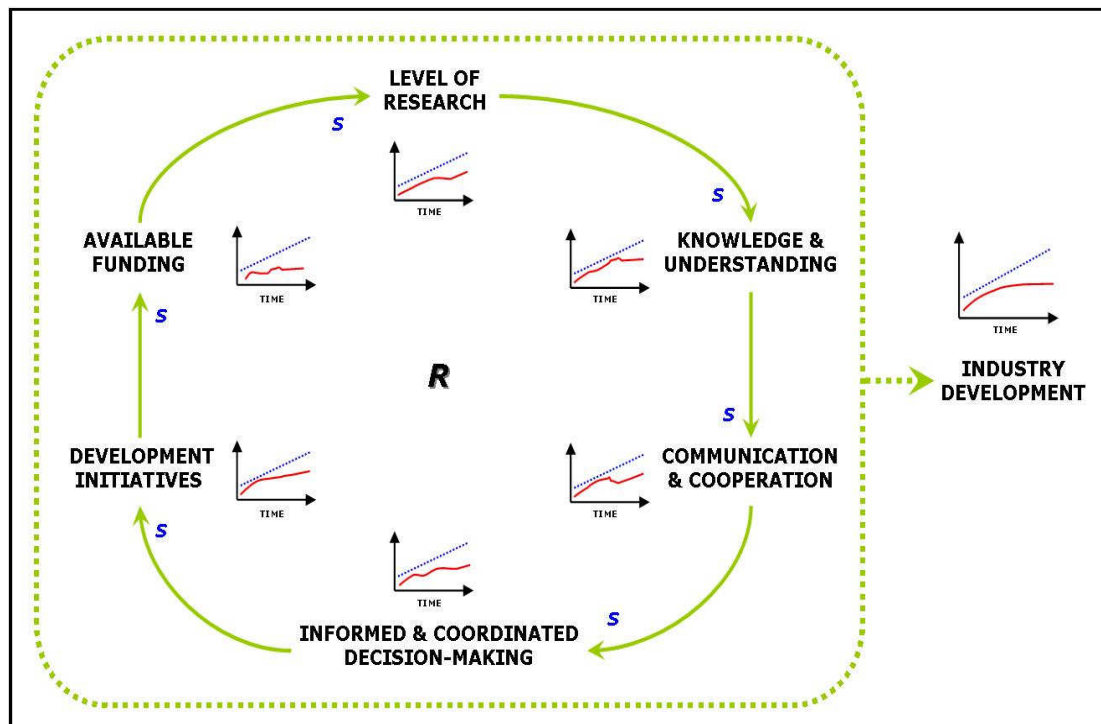 LEVEL OF
RESEARCH
S
TIME
S
AVAILABLE
FUNDING
TIME
KNOWLEDGE &
UNDERSTANDING
TIME
TIME
S
R
INDUSTRY
DEVELOPMENT
S
DEVELOPMENT
INITIATIVES
TIME
COMMUNICATION
& COOPERATION
TIME
S
TIME
S
INFORMED & COORDINATED
DECISION-MAKING